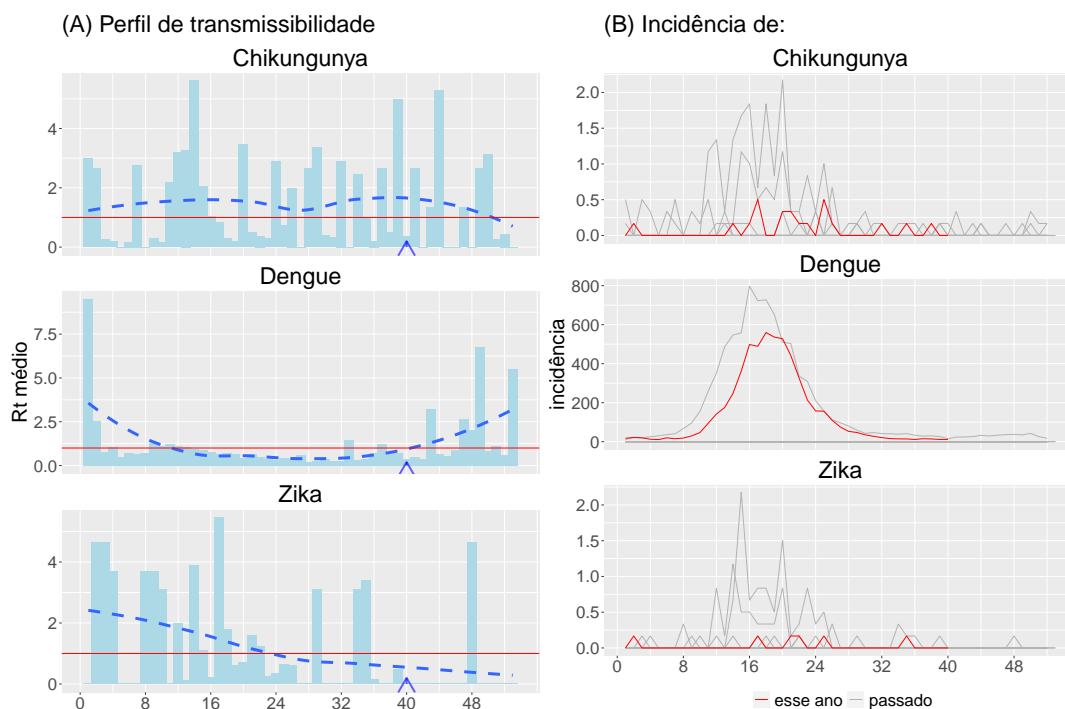 (A) Perfil de transmissibilidade
Chikungunya
4
2
0
Dengue
Rt médio
7.5
5.0
2.5
0.0
Zika
4
2
0
0 8 16 24 32 40 48
(B) Incidência de:
Chikungunya
2.0
1.5
1.0
0.5
0.0
Dengue
incidência
800
600
400
200
0
Zika
2.0
1.5
1.0
0.5
0.0
0 8 16 24 32 40 48
esse ano passado